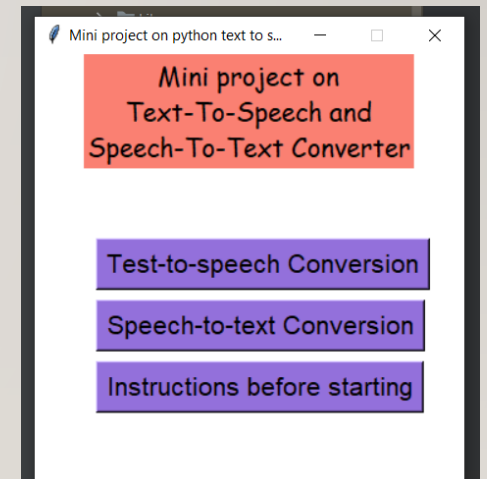 Mini project on python text to s...
Mini project on
Text-To-Speech and
Speech-To-Text Converter
Test-to-speech Conversion
Speech-to-text Conversion
Instructions before starting